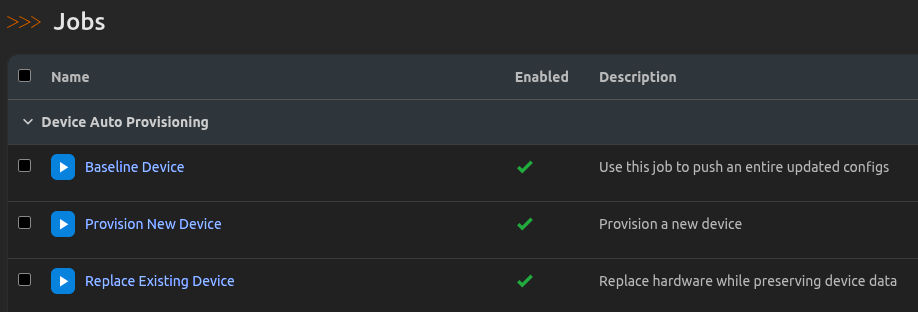 >>> Jobs
Name Enabled Description
Device Auto Provisioning
Baseline Device Use this job to push an entire updated configs
Provision New Device Provision a new device
Replace Existing Device Replace hardware while preserving device data